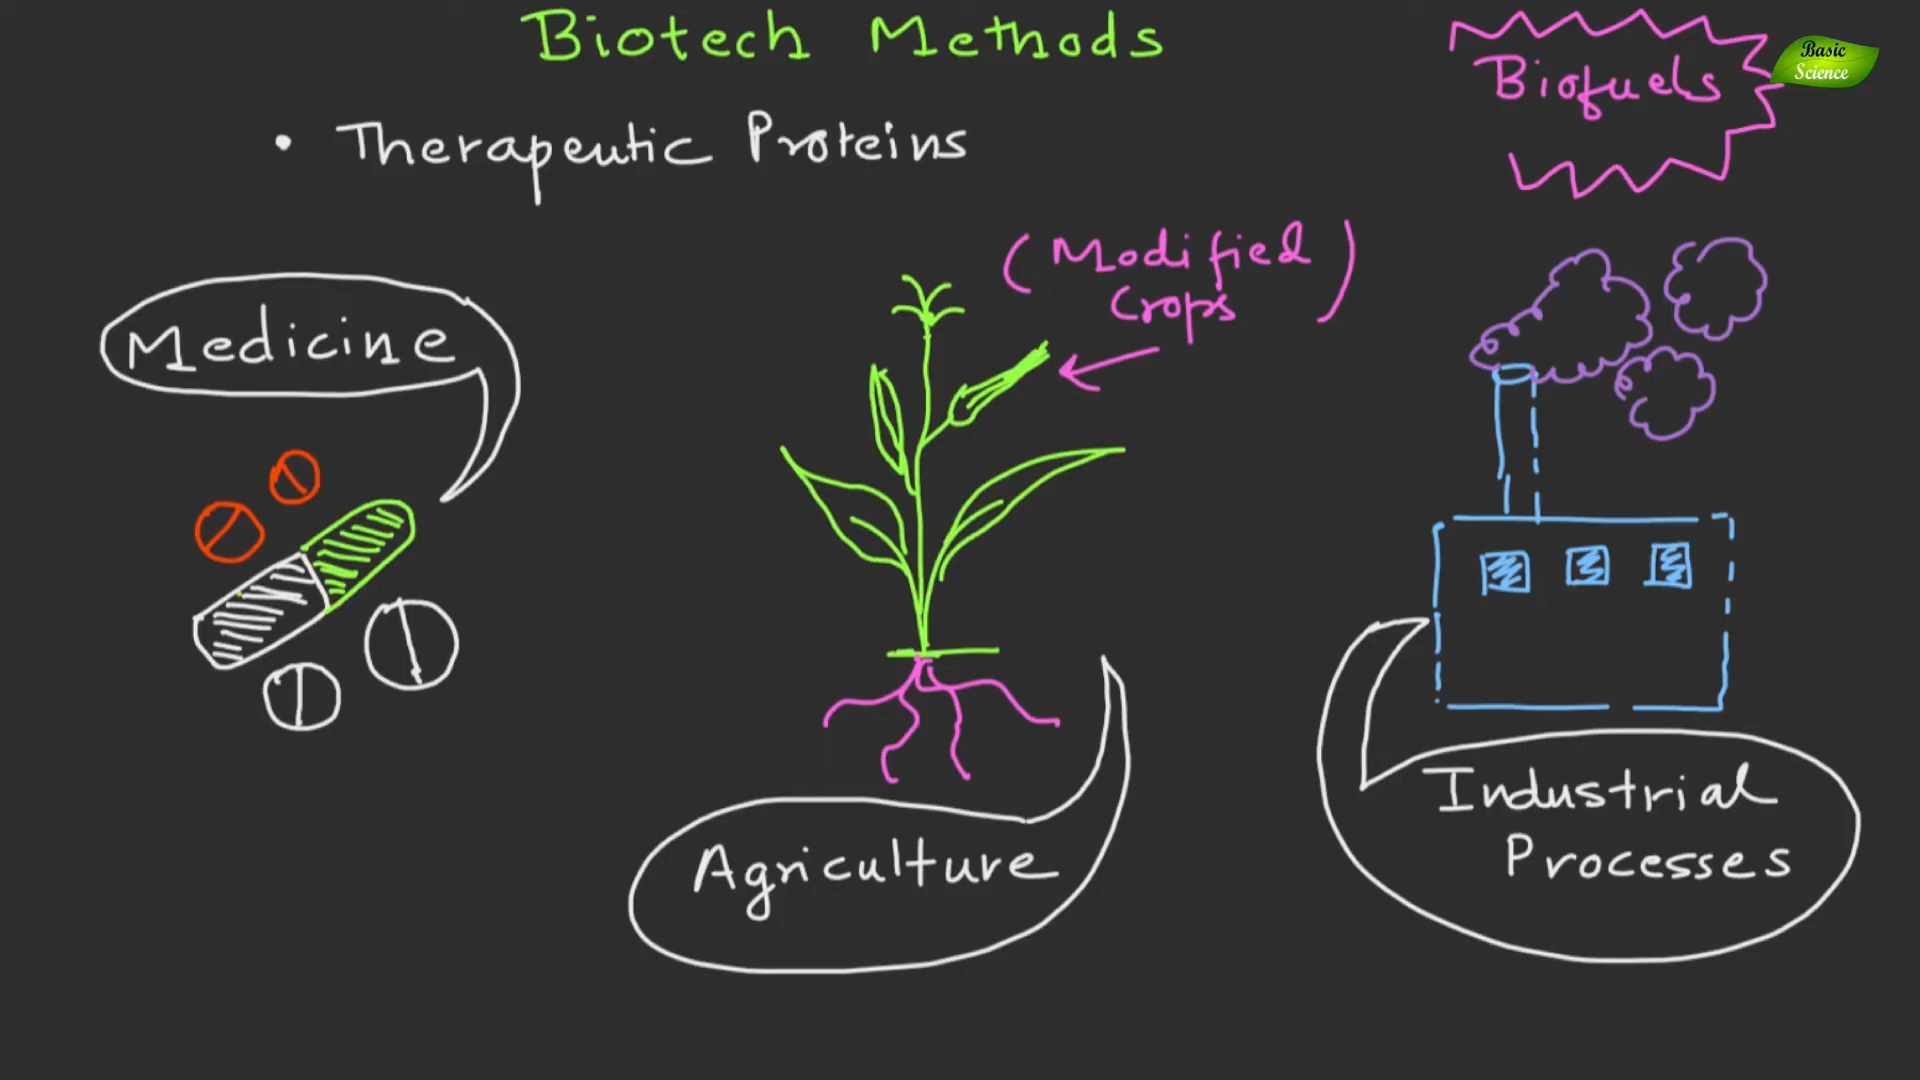 Biotech Methods
Biofuels
Basic
Science
• Therapeutic Proteins
(Modified
Crops)
Medicine
Agriculture
Industrial
Processes